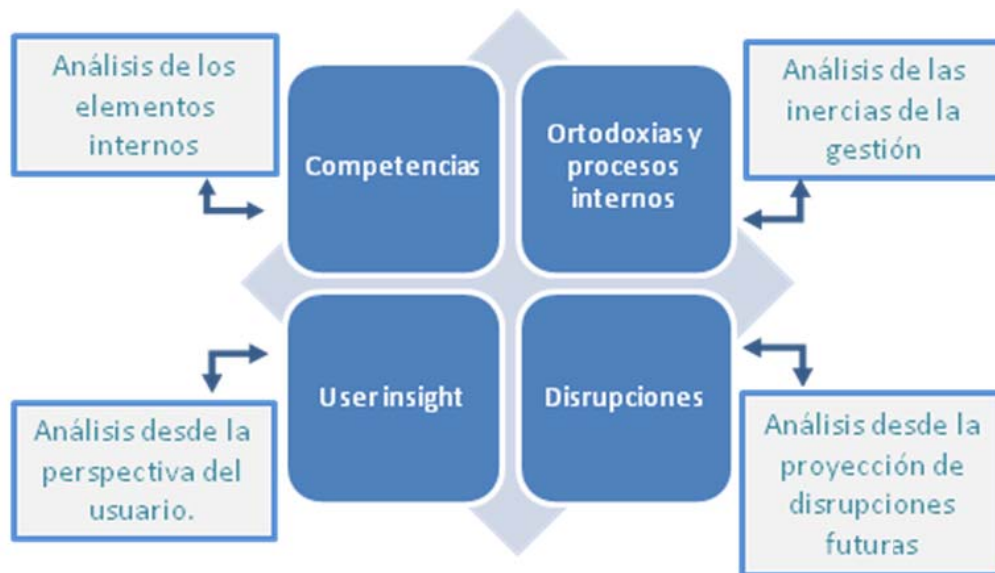 Análisis de los
elementos
internos
Competencias
Ortodoxias y
procesos
internos
Análisis de las
inercias de la
gestión
Análisis desde la
perspectiva del
usuario.
User insight
Disrupciones
Análisis desde la
proyección de
disrupciones
futuras